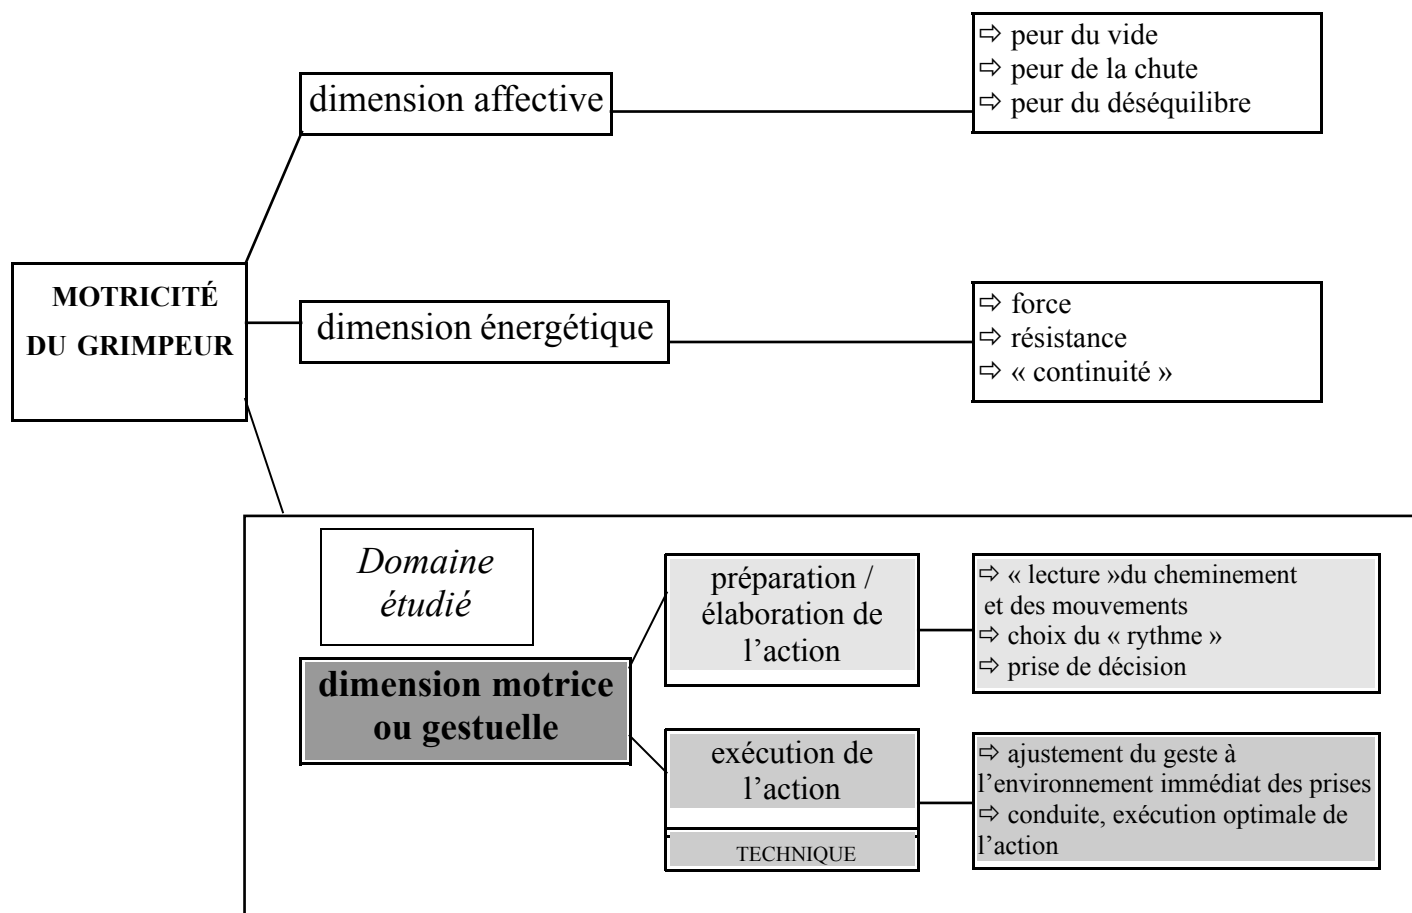 ⇨ peur du vide
⇨ peur de la chute
⇨ peur du déséquilibre
dimension affective
MOTRICITÉ
DU GRIMPEUR
dimension énergétique
⇨ force
⇨ résistance
⇨ « continuité »
Domaine
étudié
dimension motrice
ou gestuelle
préparation /
élaboration de
l’action
⇨ « lecture »du cheminement
et des mouvements
⇨ choix du « rythme »
⇨ prise de décision
exécution de
l’action
TECHNIQUE
⇨ ajustement du geste à
l’environnement immédiat des prises
⇨ conduite, exécution optimale de
l’action